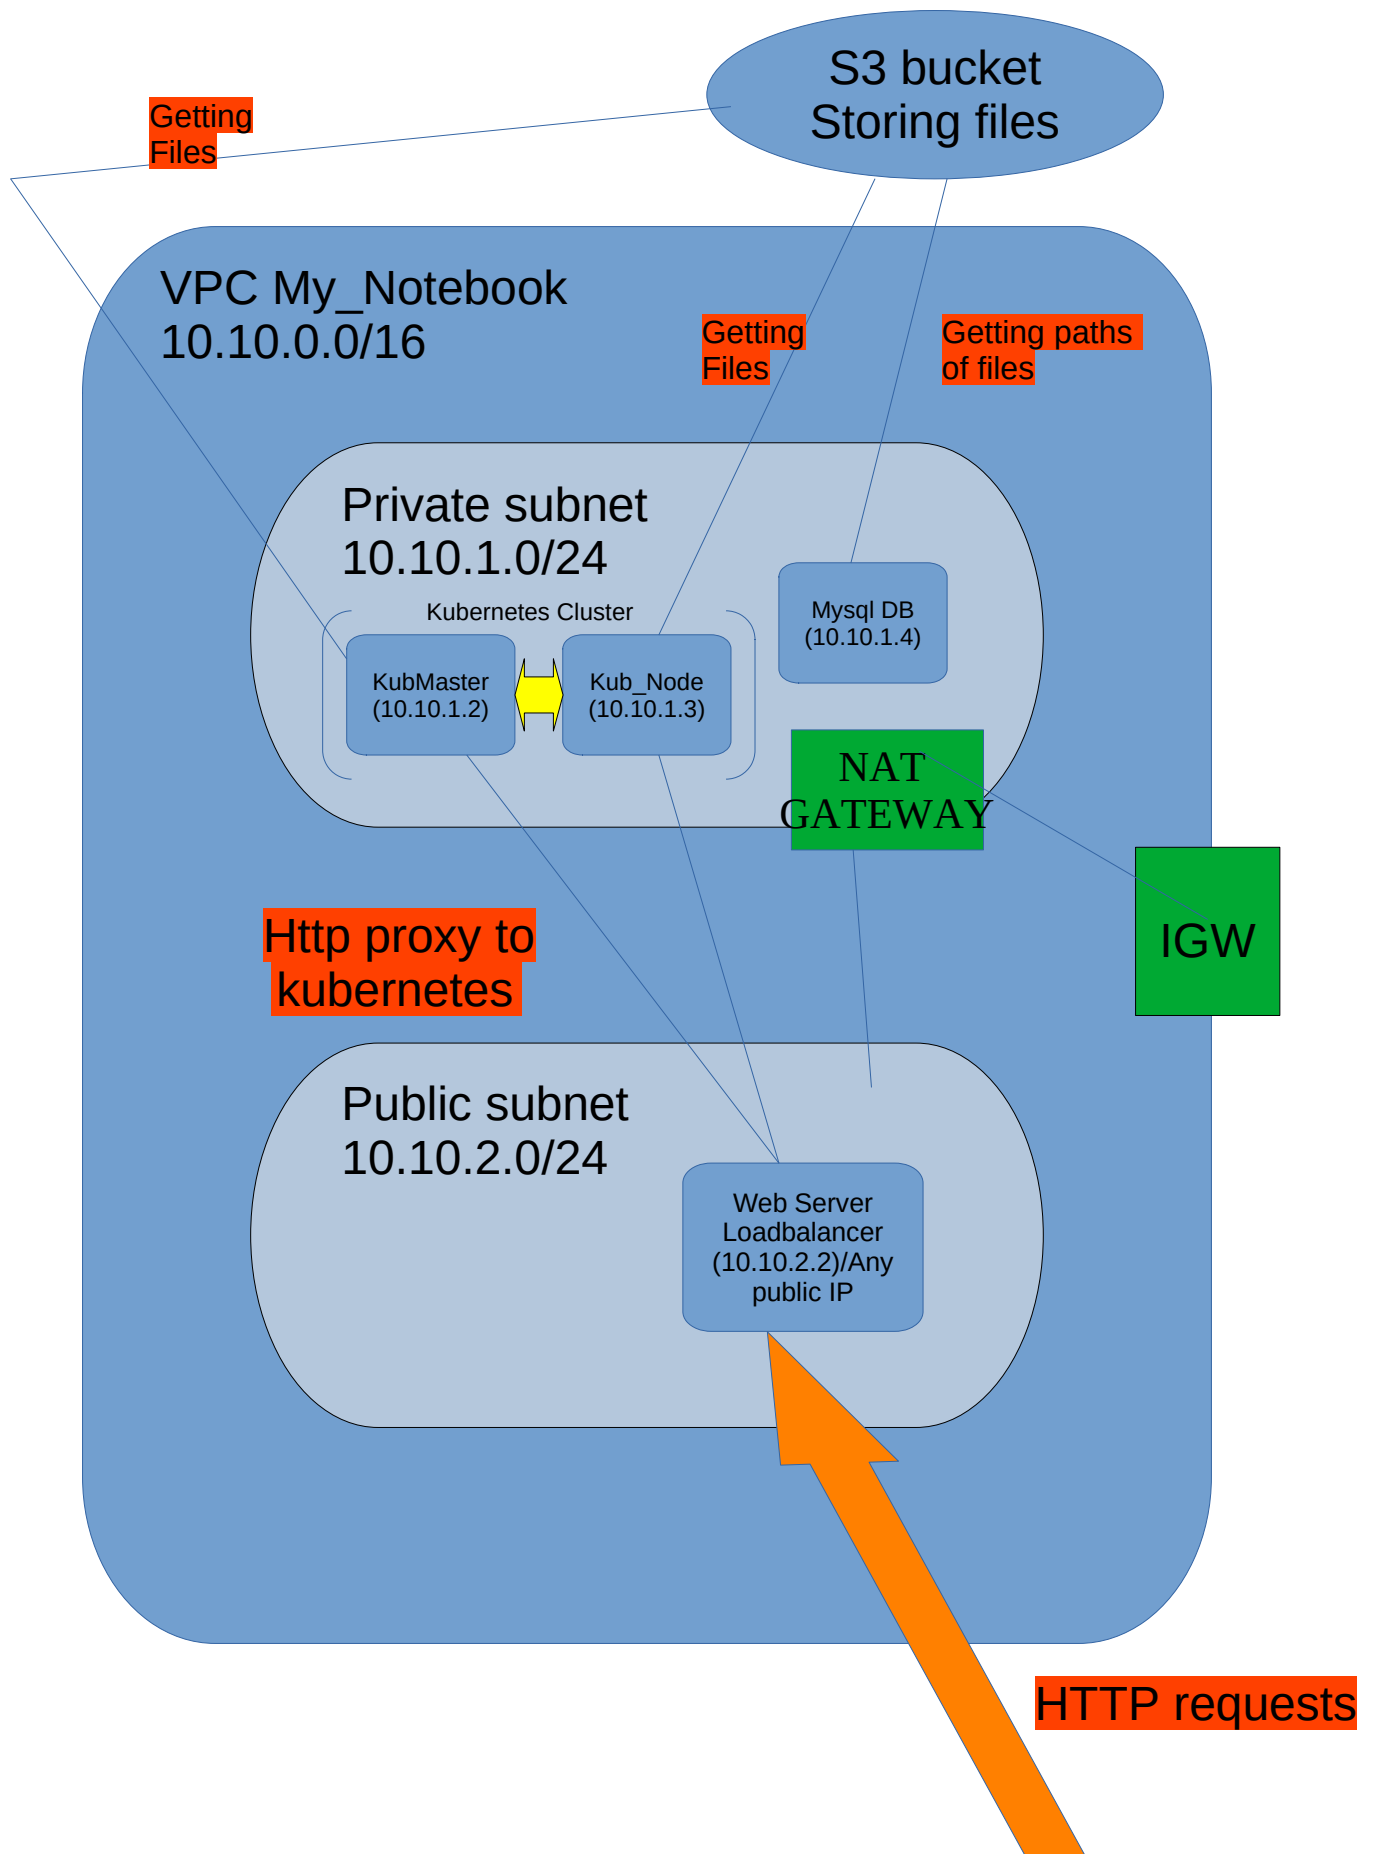 S3 bucket
Storing files
Getting
Files
VPC My_Notebook
10.10.0.0/16
Getting
Files
Getting paths
of files
Private subnet
10.10.1.0/24
Kubernetes Cluster
Mysql DB
(10.10.1.4)
KubMaster
(10.10.1.2)
Kub_Node
(10.10.1.3)
NAT
GATEWAY
IGW
Http proxy to
kubernetes
Public subnet
10.10.2.0/24
Web Server
Loadbalancer
(10.10.2.2)/Any
public IP
HTTP requests